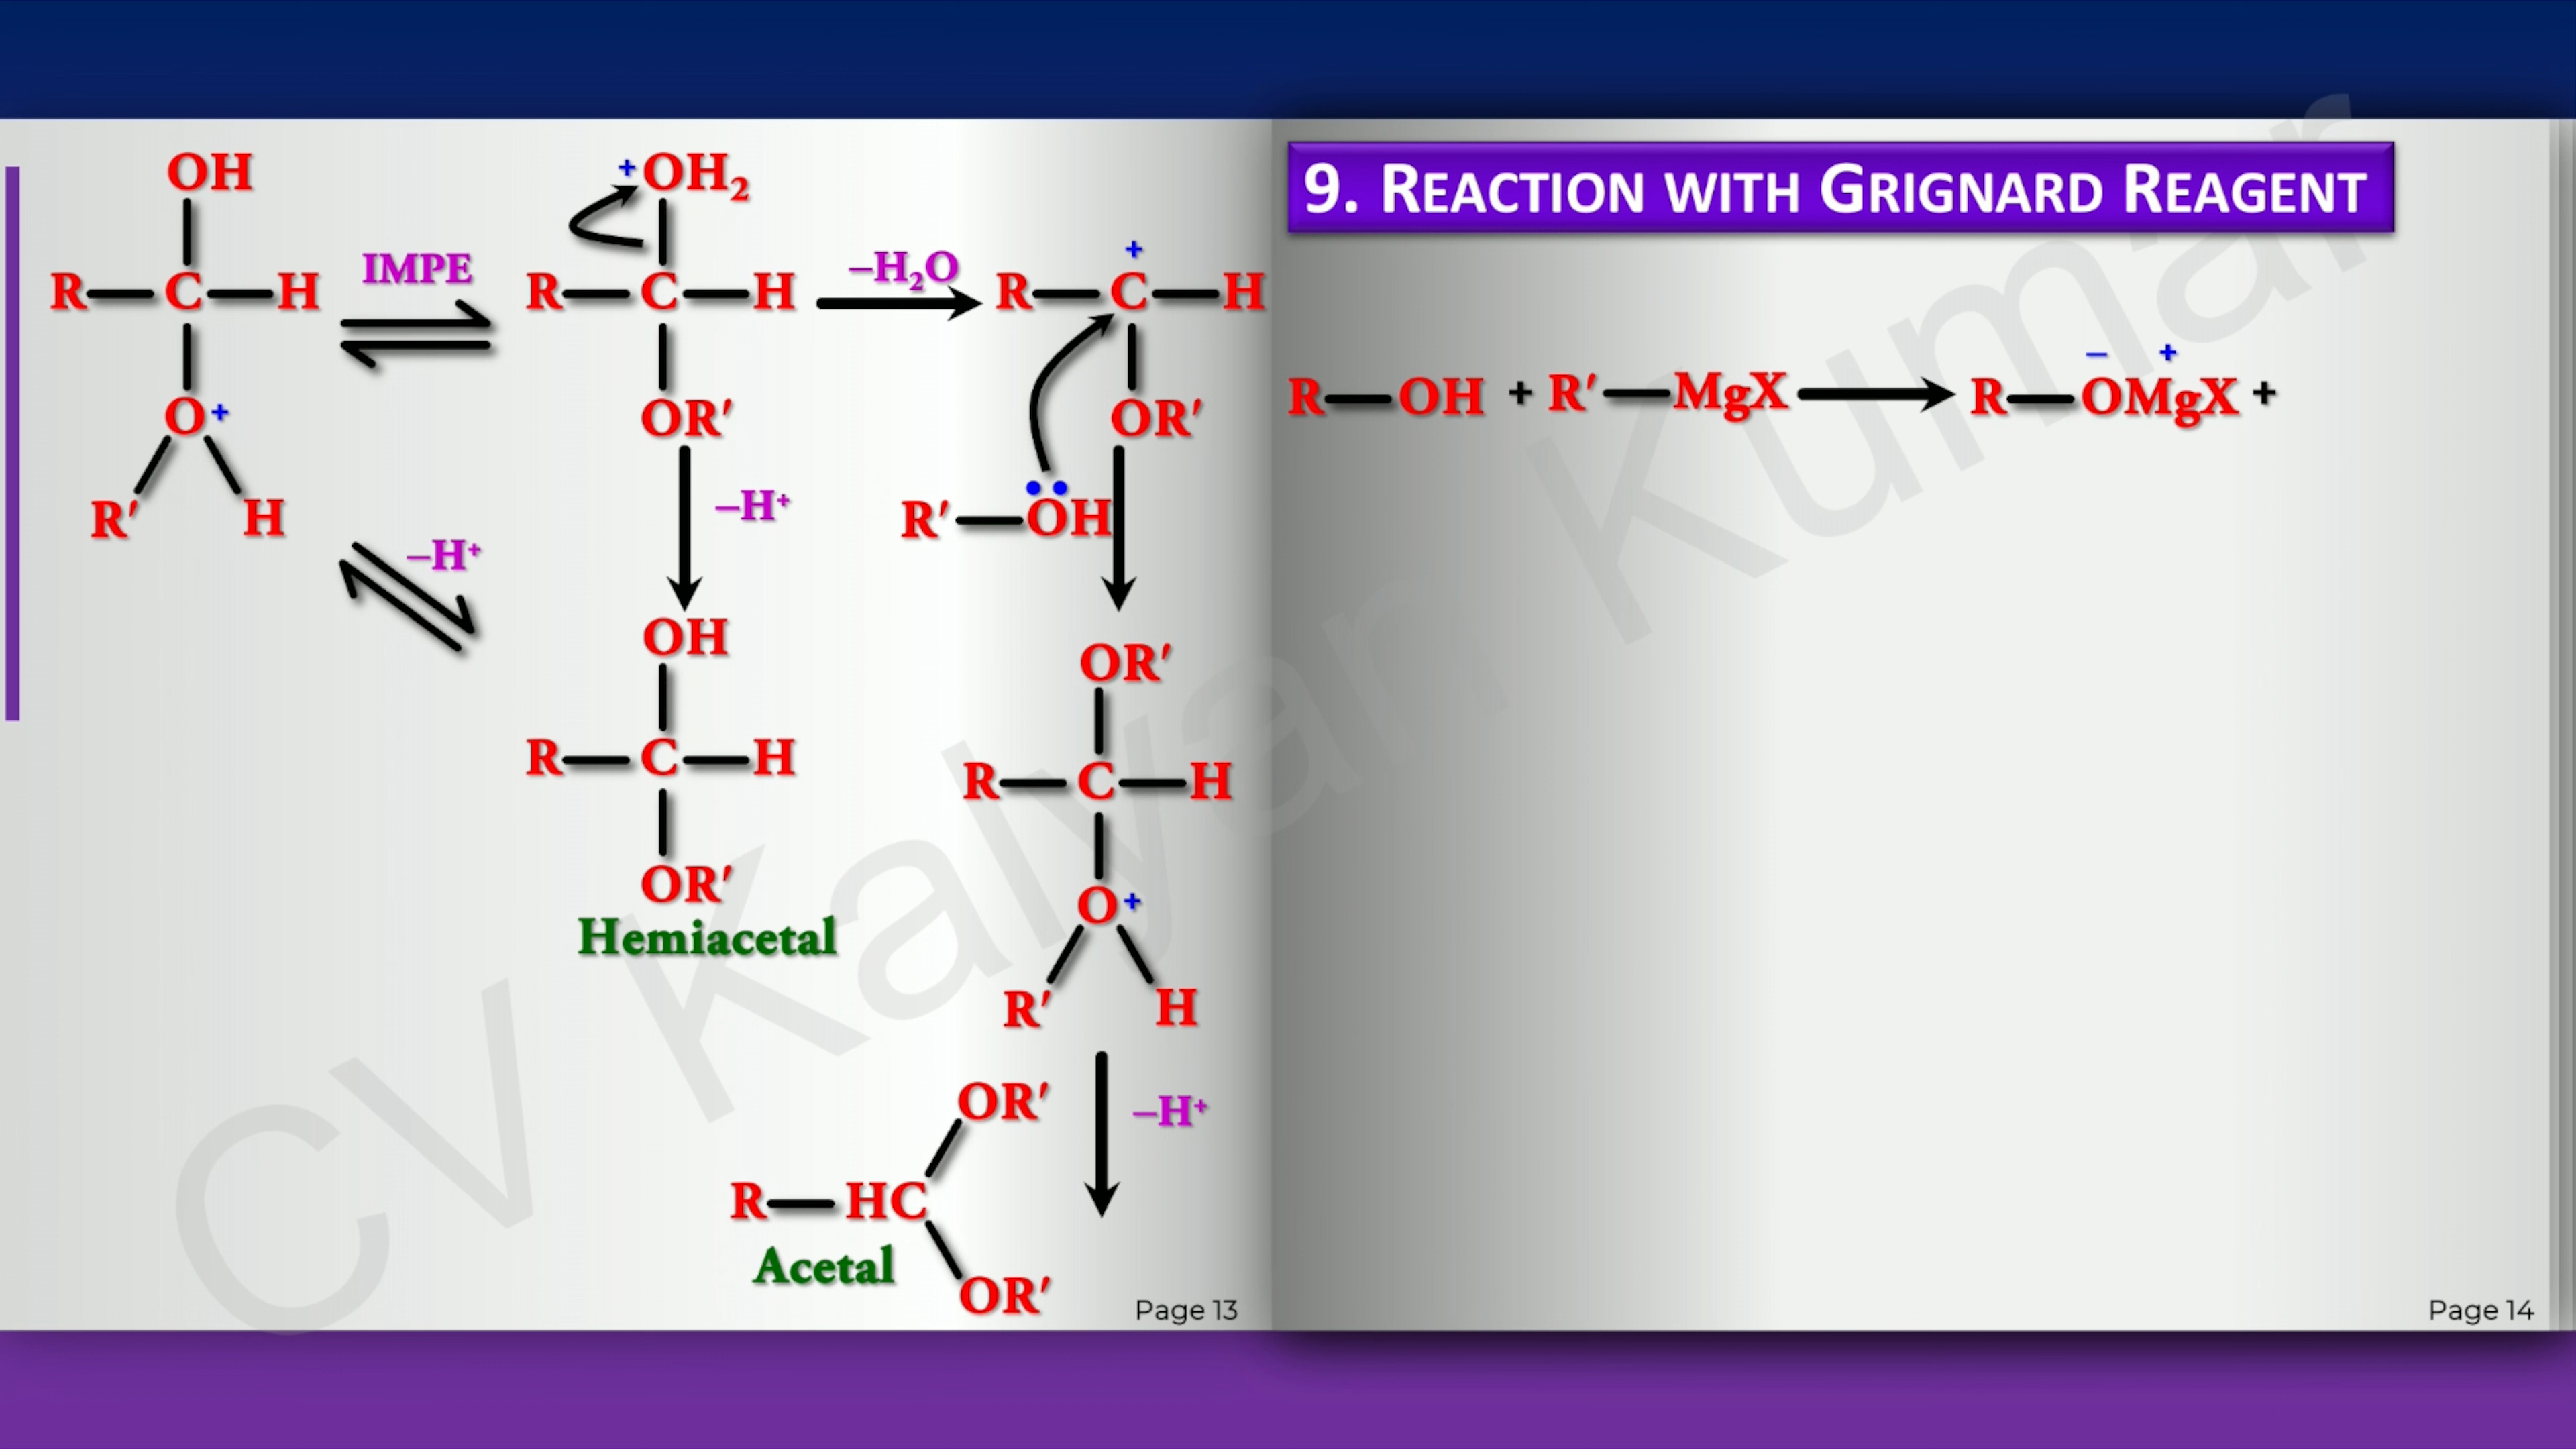 OH
R—C—H
O+
R′ H
IMPE
–H⁺
+OH₂
R—C—H
OR′
–H₂O
+
R—C—H
OR′
R′—OH
–H⁺
OH
R—C—H
OR′
Hemiacetal
OR′
R—C—H
O+
R′ H
–H⁺
OR′
R—HC
OR′
Acetal
Page 13
9. REACTION WITH GRIGNARD REAGENT
– +
R—OH + R′—MgX → R—OMgX +
Page 14
CV Kalyan Kumar